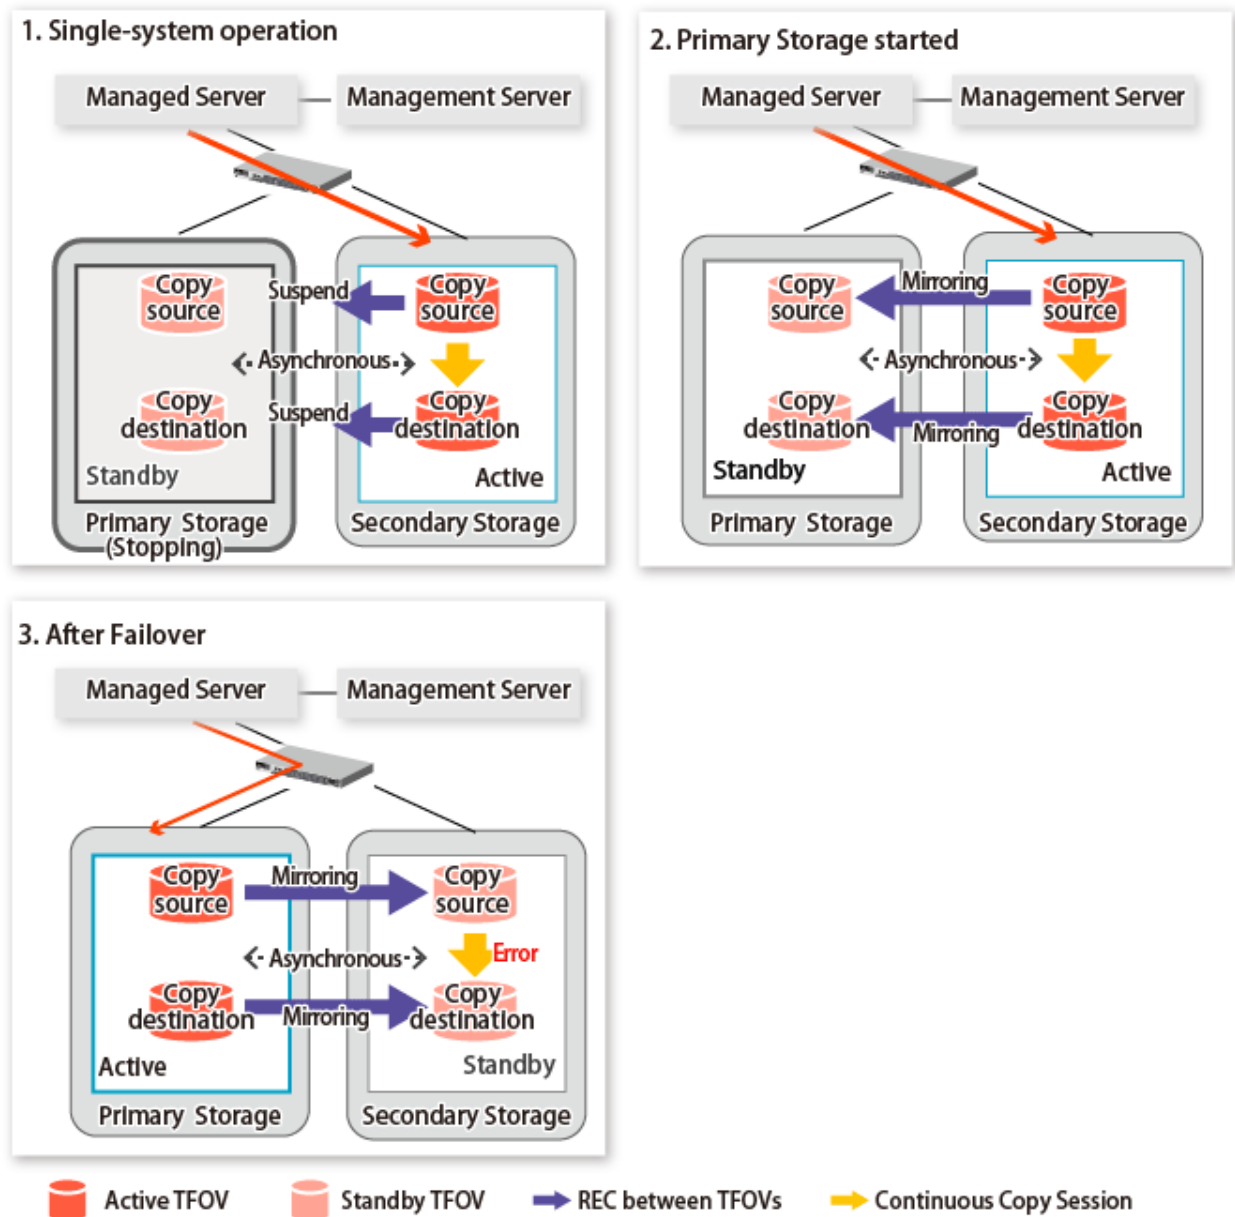 1. Single-system operation
Managed Server
Management Server
Copy
source
Suspend
Copy
source
Asynchronous
Copy
destination
Suspend
Copy
destination
Standby
Active
Primary Storage
(Stopping)
Secondary Storage
2. Primary Storage started
Managed Server
Management Server
Copy
source
Mirroring
Copy
source
Asynchronous
Copy
destination
Mirroring
Copy
destination
Standby
Active
Primary Storage
Secondary Storage
3. After Failover
Managed Server
Management Server
Copy
source
Mirroring
Copy
source
Asynchronous
Error
Copy
destination
Mirroring
Copy
destination
Active
Standby
Primary Storage
Secondary Storage
Active TFOV
Standby TFOV
REC between TFOVs
Continuous Copy Session